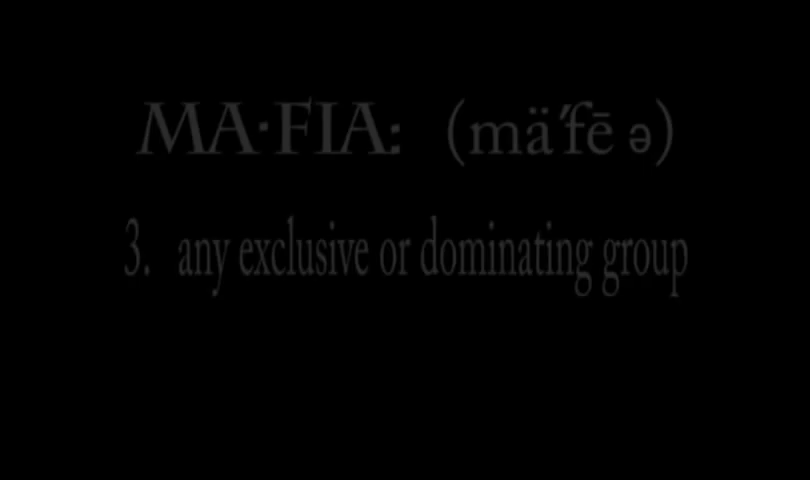 MA·FIA: (mä′fē ə)
3. any exclusive or dominating group